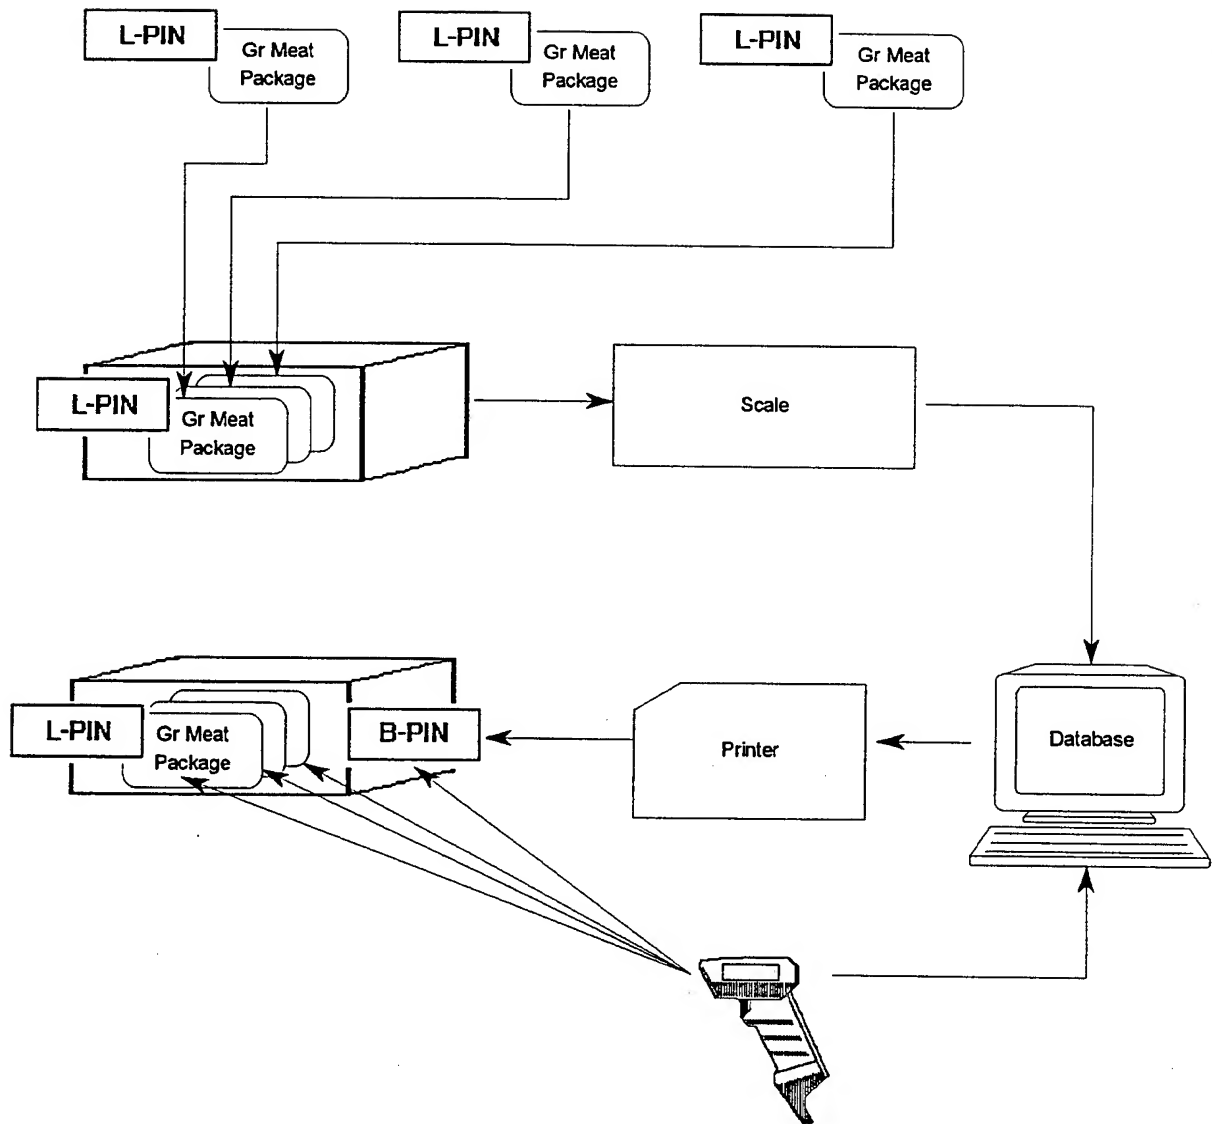 L-PIN
Gr Meat
Package
L-PIN
Gr Meat
Package
L-PIN
Gr Meat
Package
L-PIN
Gr Meat
Package
Scale
L-PIN
Gr Meat
Package
B-PIN
Printer
Database